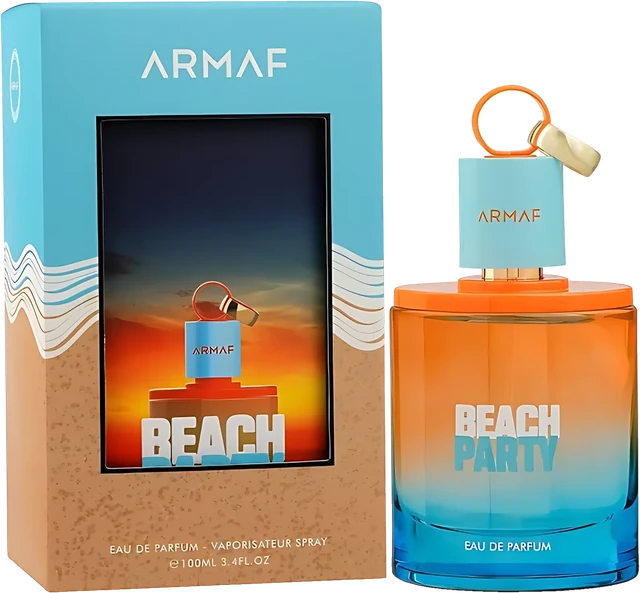 ARMAF
ARMAF
BEACH
EAU DE PARFUM - VAPORISATEUR SPRAY
℮100ML 3.4FL.OZ
ARMAF
BEACH
PARTY
EAU DE PARFUM